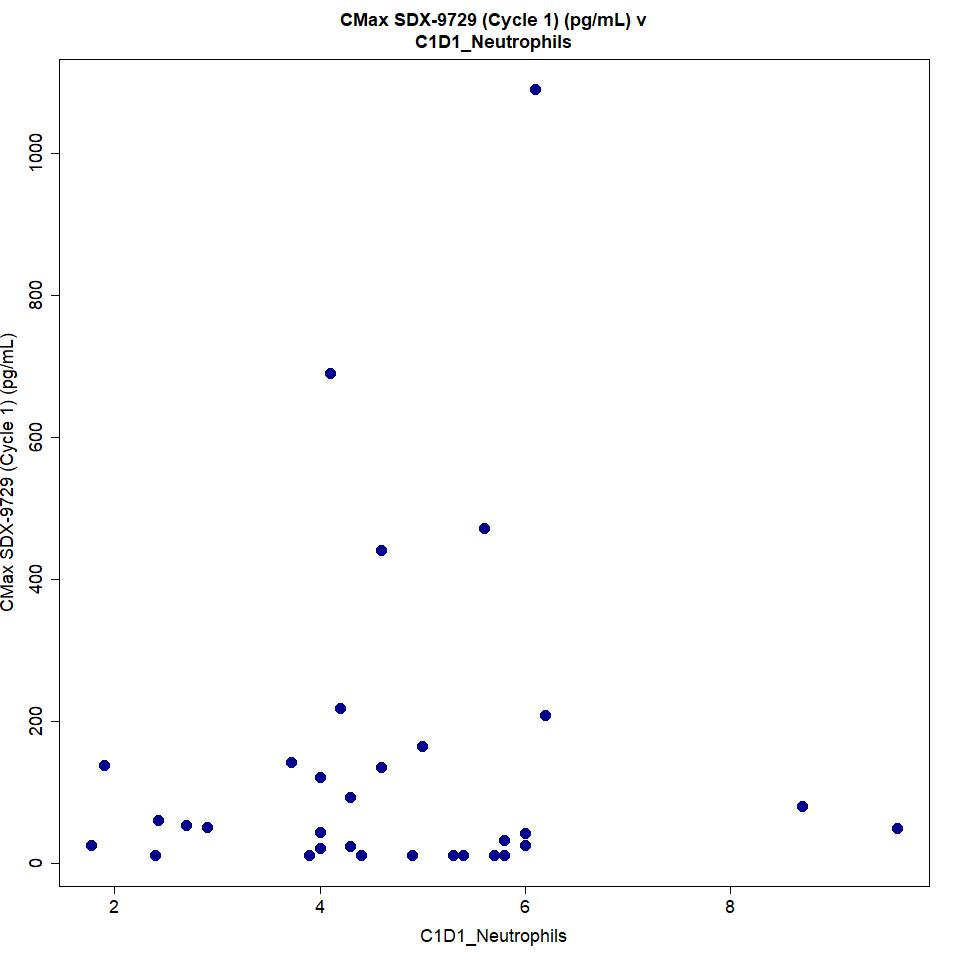 CMax SDX-9729 (Cycle 1) (pg/mL) v
C1D1_Neutrophils
1000
800
600
400
200
0
CMax SDX-9729 (Cycle 1) (pg/mL)
2 4 6 8
C1D1_Neutrophils